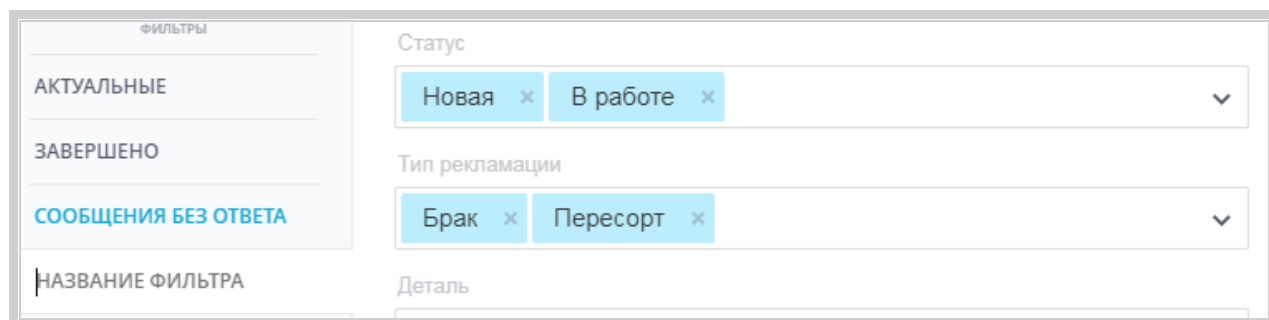 ФИЛЬТРЫ
АКТУАЛЬНЫЕ
ЗАВЕРШЕНО
СООБЩЕНИЯ БЕЗ ОТВЕТА
НАЗВАНИЕ ФИЛЬТРА
Статус
Новая × В работе ×
Тип рекламации
Брак × Пересорт ×
Деталь